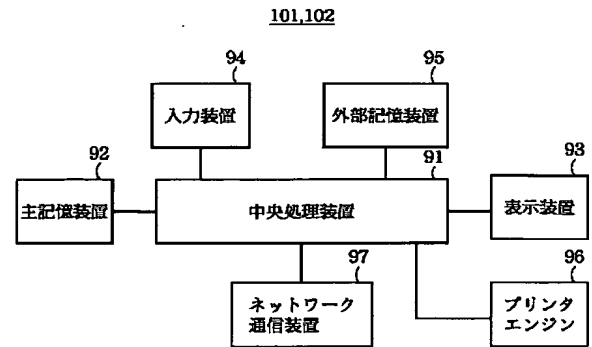 101,102
94
入力装置
95
外部記憶装置
92
主記憶装置
91
中央処理装置
93
表示装置
97
ネットワーク
通信装置
96
プリンタ
エンジン